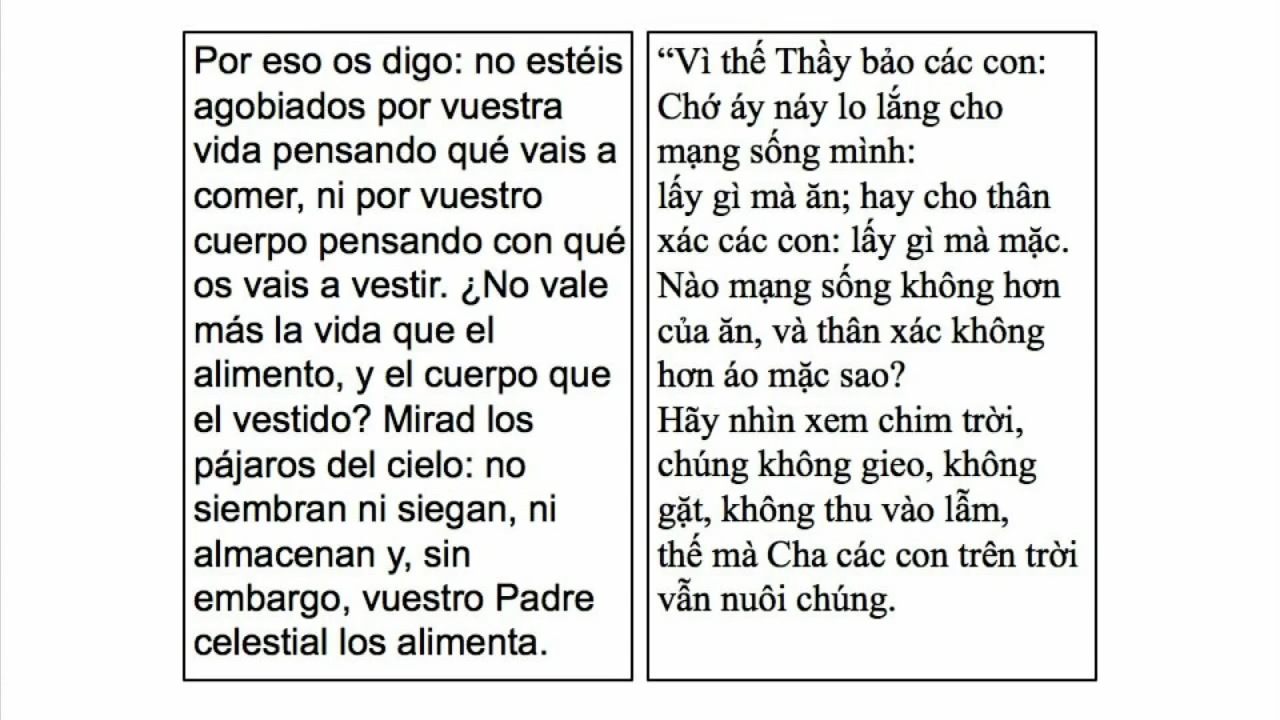 Por eso os digo: no estéis
agobiados por vuestra
vida pensando qué vais a
comer, ni por vuestro
cuerpo pensando con qué
os vais a vestir. ¿No vale
más la vida que el
alimento, y el cuerpo que
el vestido? Mirad los
pájaros del cielo: no
siembran ni siegan, ni
almacenan y, sin
embargo, vuestro Padre
celestial los alimenta.
“Vì thế Thầy bảo các con:
Chớ áy náy lo lắng cho
mạng sống mình:
lấy gì mà ăn; hay cho thân
xác các con: lấy gì mà mặc.
Nào mạng sống không hơn
của ăn, và thân xác không
hơn áo mặc sao?
Hãy nhìn xem chim trời,
chúng không gieo, không
gặt, không thu vào lẫm,
thế mà Cha các con trên trời
vẫn nuôi chúng.